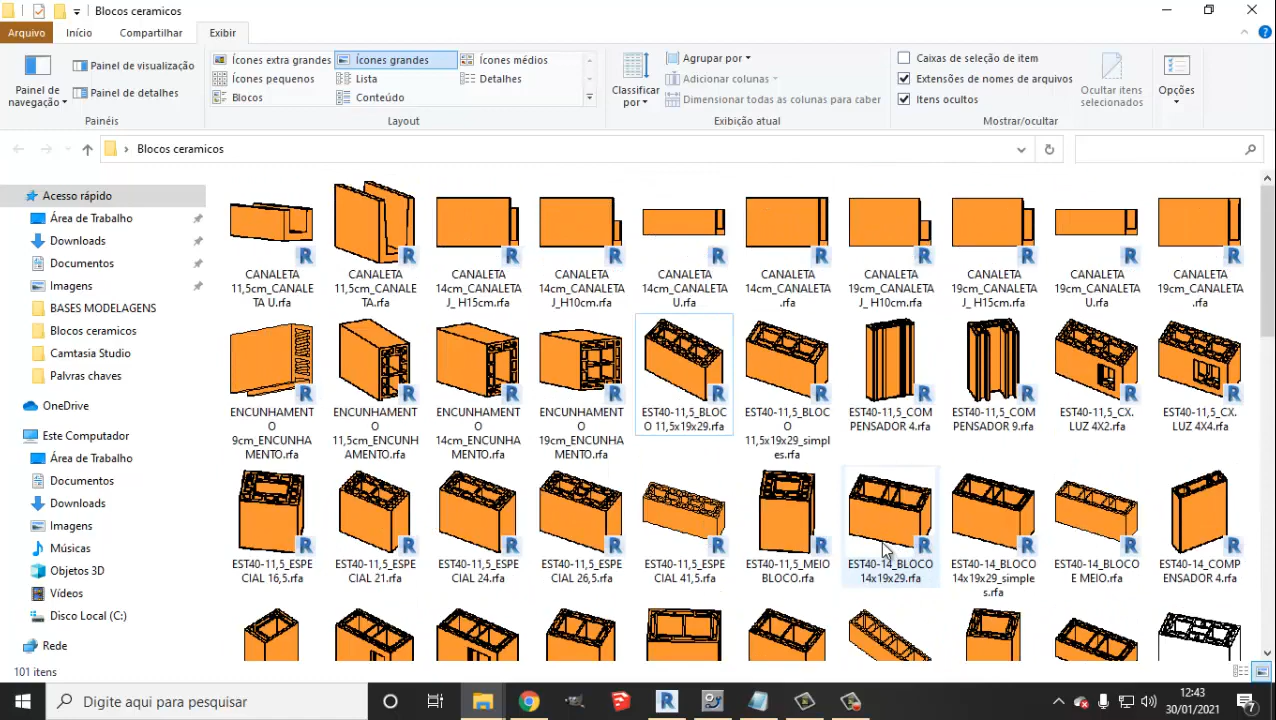 Blocos ceramicos
Arquivo Início Compartilhar Exibir
Painel de navegação
Painel de visualização
Painel de detalhes
Painéis
Ícones extra grandes Ícones grandes Ícones médios
Ícones pequenos Lista Detalhes
Blocos Conteúdo
Layout
Classificar por
Agrupar por
Adicionar colunas
Dimensionar todas as colunas para caber
Exibição atual
Caixas de seleção de item
Extensões de nomes de arquivos
Itens ocultos
Ocultar itens selecionados
Mostrar/ocultar
Opções
Blocos ceramicos
Acesso rápido
Área de Trabalho
Downloads
Documentos
Imagens
BASES MODELAGENS
Blocos ceramicos
Camtasia Studio
Palvras chaves
OneDrive
Este Computador
Área de Trabalho
Documentos
Downloads
Imagens
Músicas
Objetos 3D
Vídeos
Disco Local (C:)
Rede
CANALETA 11,5cm_CANALETA U.rfa
CANALETA 11,5cm_CANALETA.rfa
CANALETA 14cm_CANALETA J_ H15cm.rfa
CANALETA 14cm_CANALETA J_H10cm.rfa
CANALETA 14cm_CANALETA U.rfa
CANALETA 14cm_CANALETA.rfa
CANALETA 19cm_CANALETA J_ H10cm.rfa
CANALETA 19cm_CANALETA J_ H15cm.rfa
CANALETA 19cm_CANALETA U.rfa
CANALETA 19cm_CANALETA.rfa
ENCUNHAMENTO 9cm_ENCUNHAMENTO.rfa
ENCUNHAMENTO 11,5cm_ENCUNHAMENTO.rfa
ENCUNHAMENTO 14cm_ENCUNHAMENTO.rfa
ENCUNHAMENTO 19cm_ENCUNHAMENTO.rfa
EST40-11,5_BLOCO 11,5x19x29.rfa
EST40-11,5_BLOCO 11,5x19x29_simples.rfa
EST40-11,5_COMPENSADOR 4.rfa
EST40-11,5_COMPENSADOR 9.rfa
EST40-11,5_CX. LUZ 4X2.rfa
EST40-11,5_CX. LUZ 4X4.rfa
EST40-11,5_ESPECIAL 16,5.rfa
EST40-11,5_ESPECIAL 21.rfa
EST40-11,5_ESPECIAL 24.rfa
EST40-11,5_ESPECIAL 26,5.rfa
EST40-11,5_ESPECIAL 41,5.rfa
EST40-11,5_MEIO BLOCO.rfa
EST40-14_BLOCO 14x19x29.rfa
EST40-14_BLOCO 14x19x29_simples.rfa
EST40-14_BLOCO E MEIO.rfa
EST40-14_COMPENSADOR 4.rfa
101 itens
Digite aqui para pesquisar
12:43
30/01/2021
7